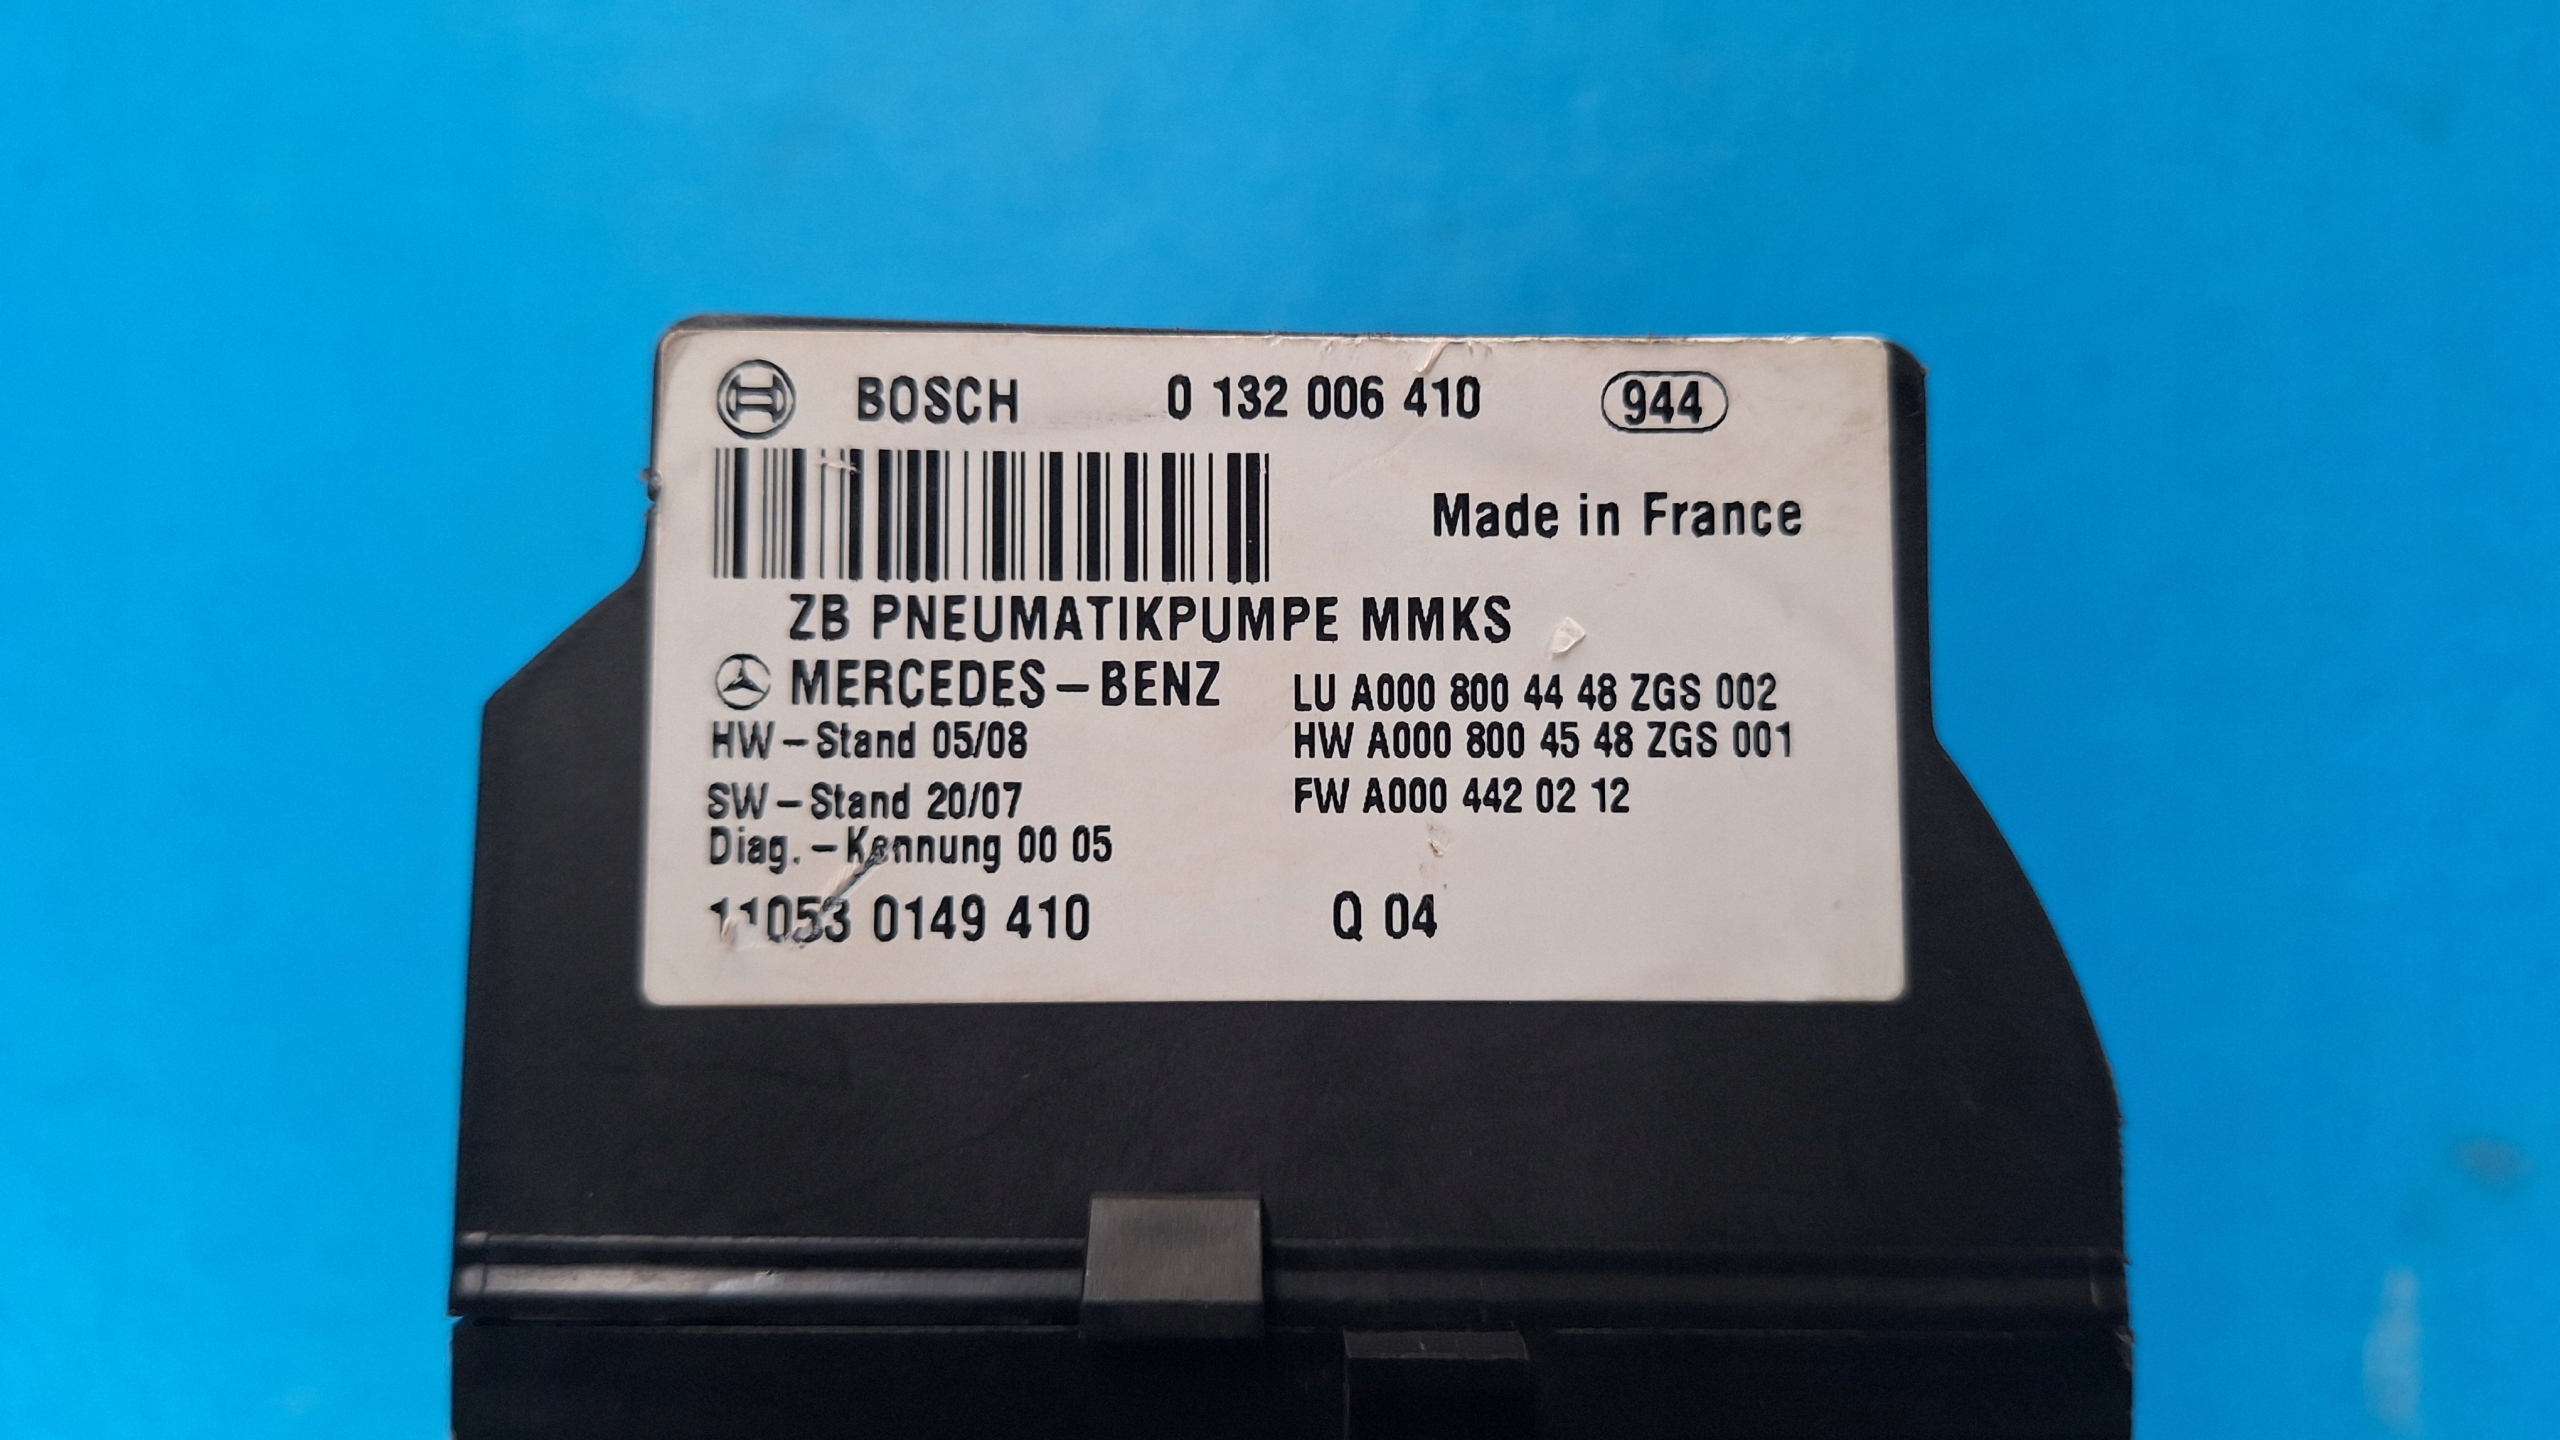 BOSCH 0 132 006 410 944
Made in France
ZB PNEUMATIKPUMPE MMKS
MERCEDES-BENZ LU A000 800 44 48 ZGS 002
HW-Stand 05/08 HW A000 800 45 48 ZGS 001
SW-Stand 20/07 FW A000 442 02 12
Diag.-Kennung 00 05
11053 0149 410 Q 04